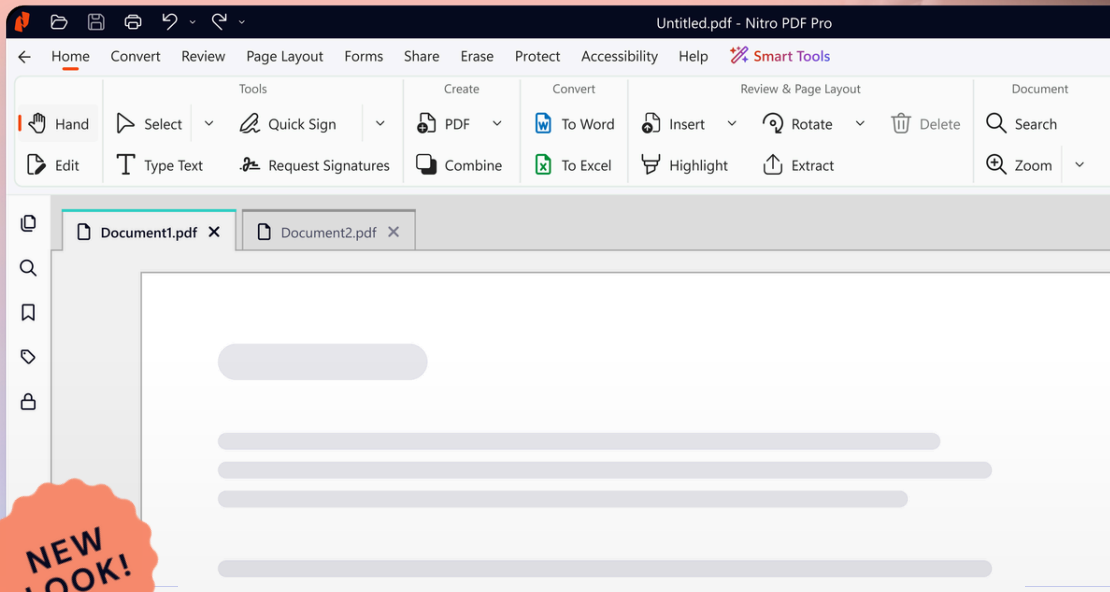 Untitled.pdf - Nitro PDF Pro
Home Convert Review Page Layout Forms Share Erase Protect Accessibility Help Smart Tools
Tools Create Convert Review & Page Layout Document
Hand Select Quick Sign PDF To Word Insert Rotate Delete Search
Edit Type Text Request Signatures Combine To Excel Highlight Extract Zoom
Document1.pdf Document2.pdf
NEW
LOOK!